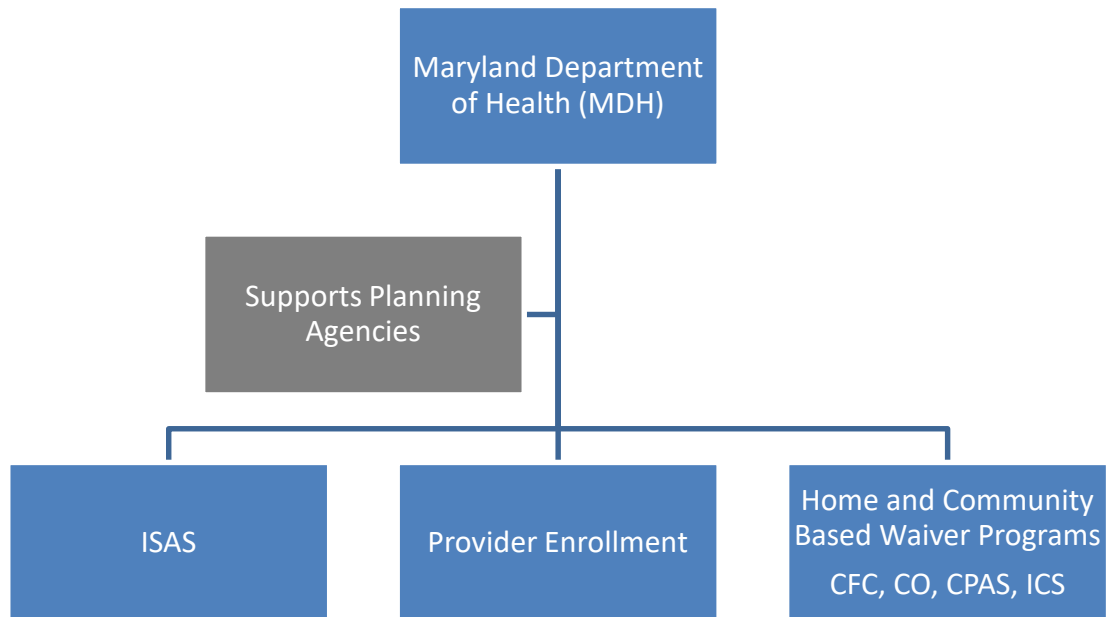 Maryland Department
of Health (MDH)
Supports Planning
Agencies
ISAS
Provider Enrollment
Home and Community
Based Waiver Programs
CFC, CO, CPAS, ICS